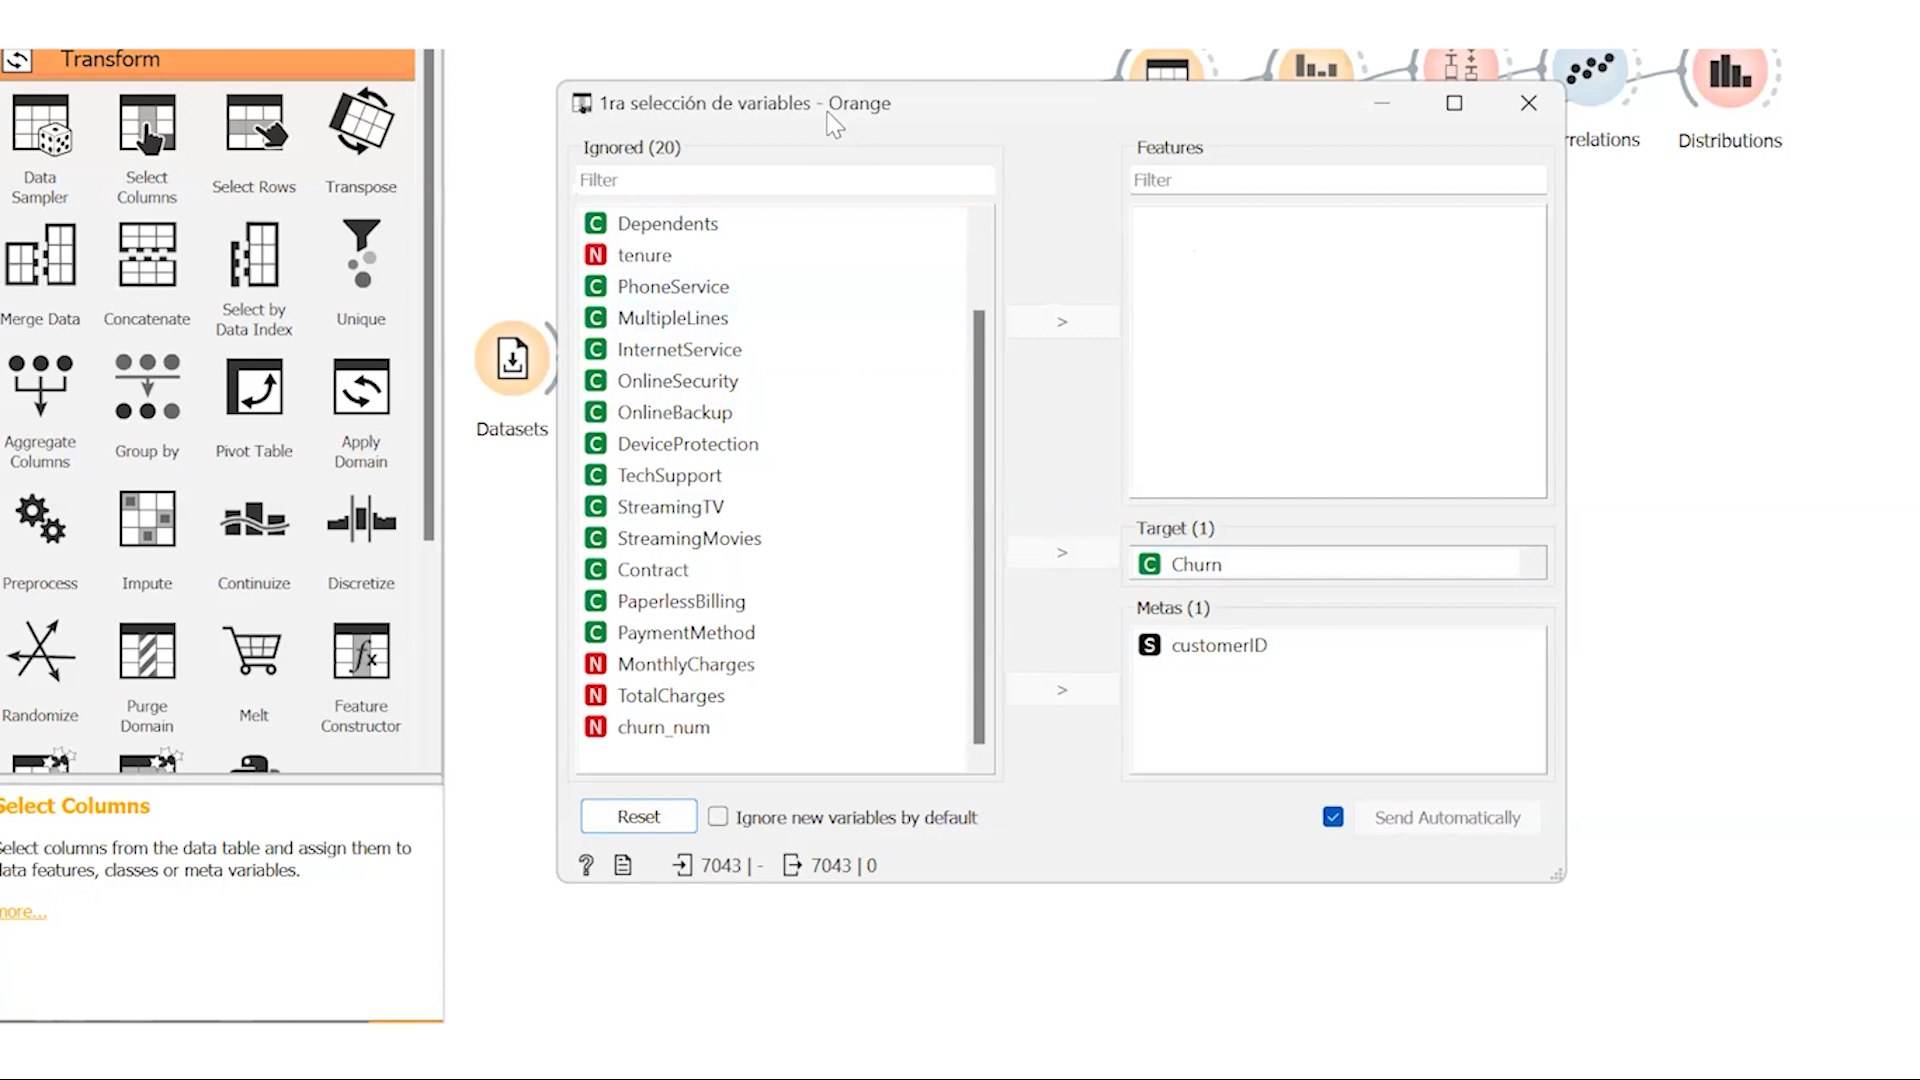 Transform
Data Sampler
Select Columns
Select Rows
Transpose
Merge Data
Concatenate
Select by Data Index
Unique
Aggregate Columns
Group by
Pivot Table
Apply Domain
Preprocess
Impute
Continuize
Discretize
Randomize
Purge Domain
Melt
Feature Constructor
Select Columns
Select columns from the data table and assign them to
data features, classes or meta variables.
more...
Datasets
rrelations
Distributions
1ra selección de variables - Orange
Ignored (20)
Filter
C Dependents
N tenure
C PhoneService
C MultipleLines
C InternetService
C OnlineSecurity
C OnlineBackup
C DeviceProtection
C TechSupport
C StreamingTV
C StreamingMovies
C Contract
C PaperlessBilling
C PaymentMethod
N MonthlyCharges
N TotalCharges
N churn_num
>
>
>
Features
Filter
Target (1)
C Churn
Metas (1)
S customerID
Reset
Ignore new variables by default
Send Automatically
? 7043 | - 7043 | 0